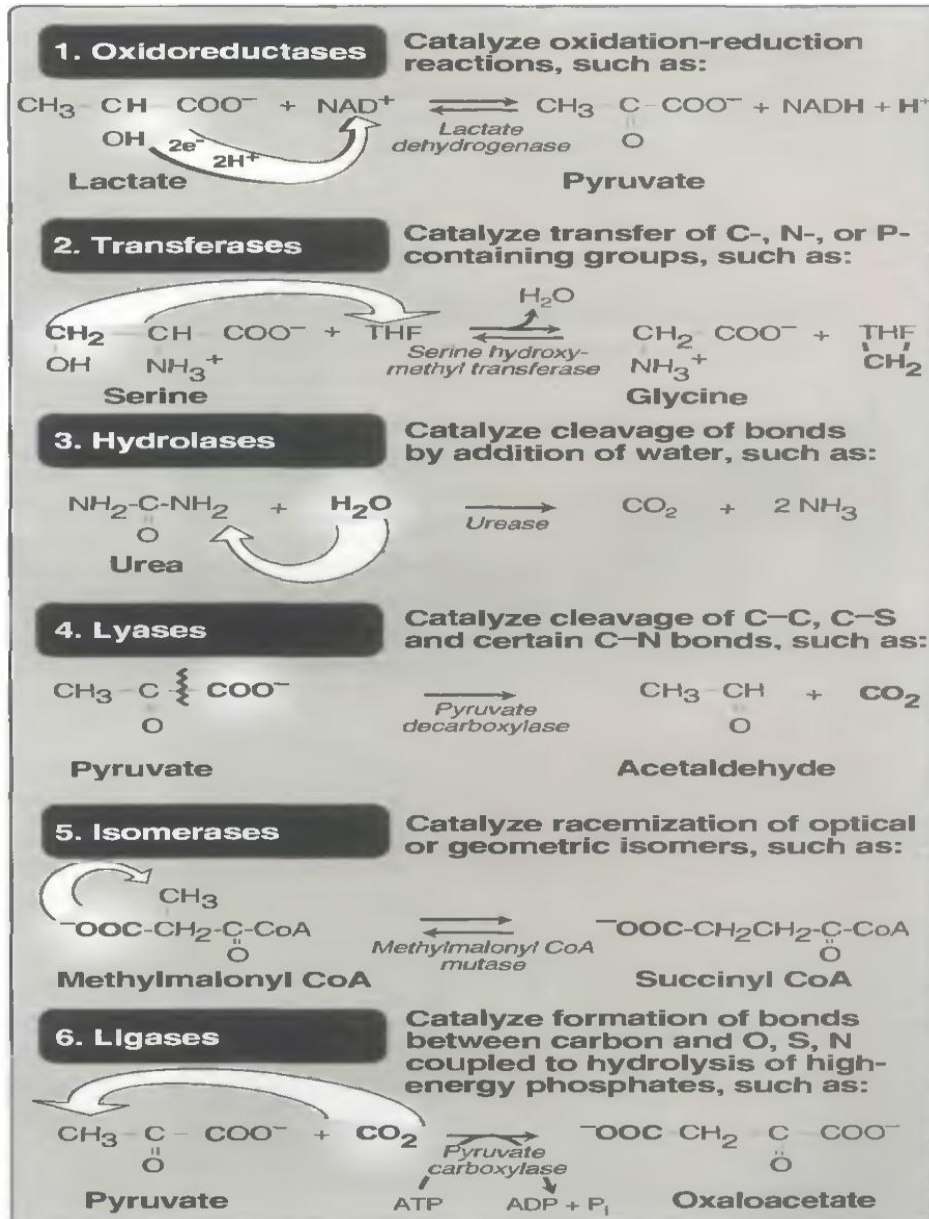 1. Oxidoreductases
Catalyze oxidation-reduction
reactions, such as:
CH₃ - CH - COO⁻ + NAD⁺ ⇌ CH₃ - C - COO⁻ + NADH + H⁺
OH 2e⁻ 2H⁺ Lactate dehydrogenase O
Lactate Pyruvate
2. Transferases
Catalyze transfer of C-, N-, or P-
containing groups, such as:
H₂O
CH₂ - CH - COO⁻ + THF ⇌ CH₂ - COO⁻ + THF
OH NH₃⁺ Serine hydroxy- NH₃⁺ CH₂
methyl transferase
Serine Glycine
3. Hydrolases
Catalyze cleavage of bonds
by addition of water, such as:
NH₂-C-NH₂ + H₂O → CO₂ + 2 NH₃
O Urease
Urea
4. Lyases
Catalyze cleavage of C–C, C–S
and certain C–N bonds, such as:
CH₃ - C - COO⁻ → CH₃ - CH + CO₂
O Pyruvate decarboxylase O
Pyruvate Acetaldehyde
5. Isomerases
Catalyze racemization of optical
or geometric isomers, such as:
CH₃
⁻OOC-CH₂-C-CoA ⇌ ⁻OOC-CH₂CH₂-C-CoA
O Methylmalonyl CoA mutase O
Methylmalonyl CoA Succinyl CoA
6. Ligases
Catalyze formation of bonds
between carbon and O, S, N
coupled to hydrolysis of high-
energy phosphates, such as:
CH₃ - C - COO⁻ + CO₂ → ⁻OOC - CH₂ - C - COO⁻
O Pyruvate carboxylase O
Pyruvate ATP ADP + Pᵢ Oxaloacetate